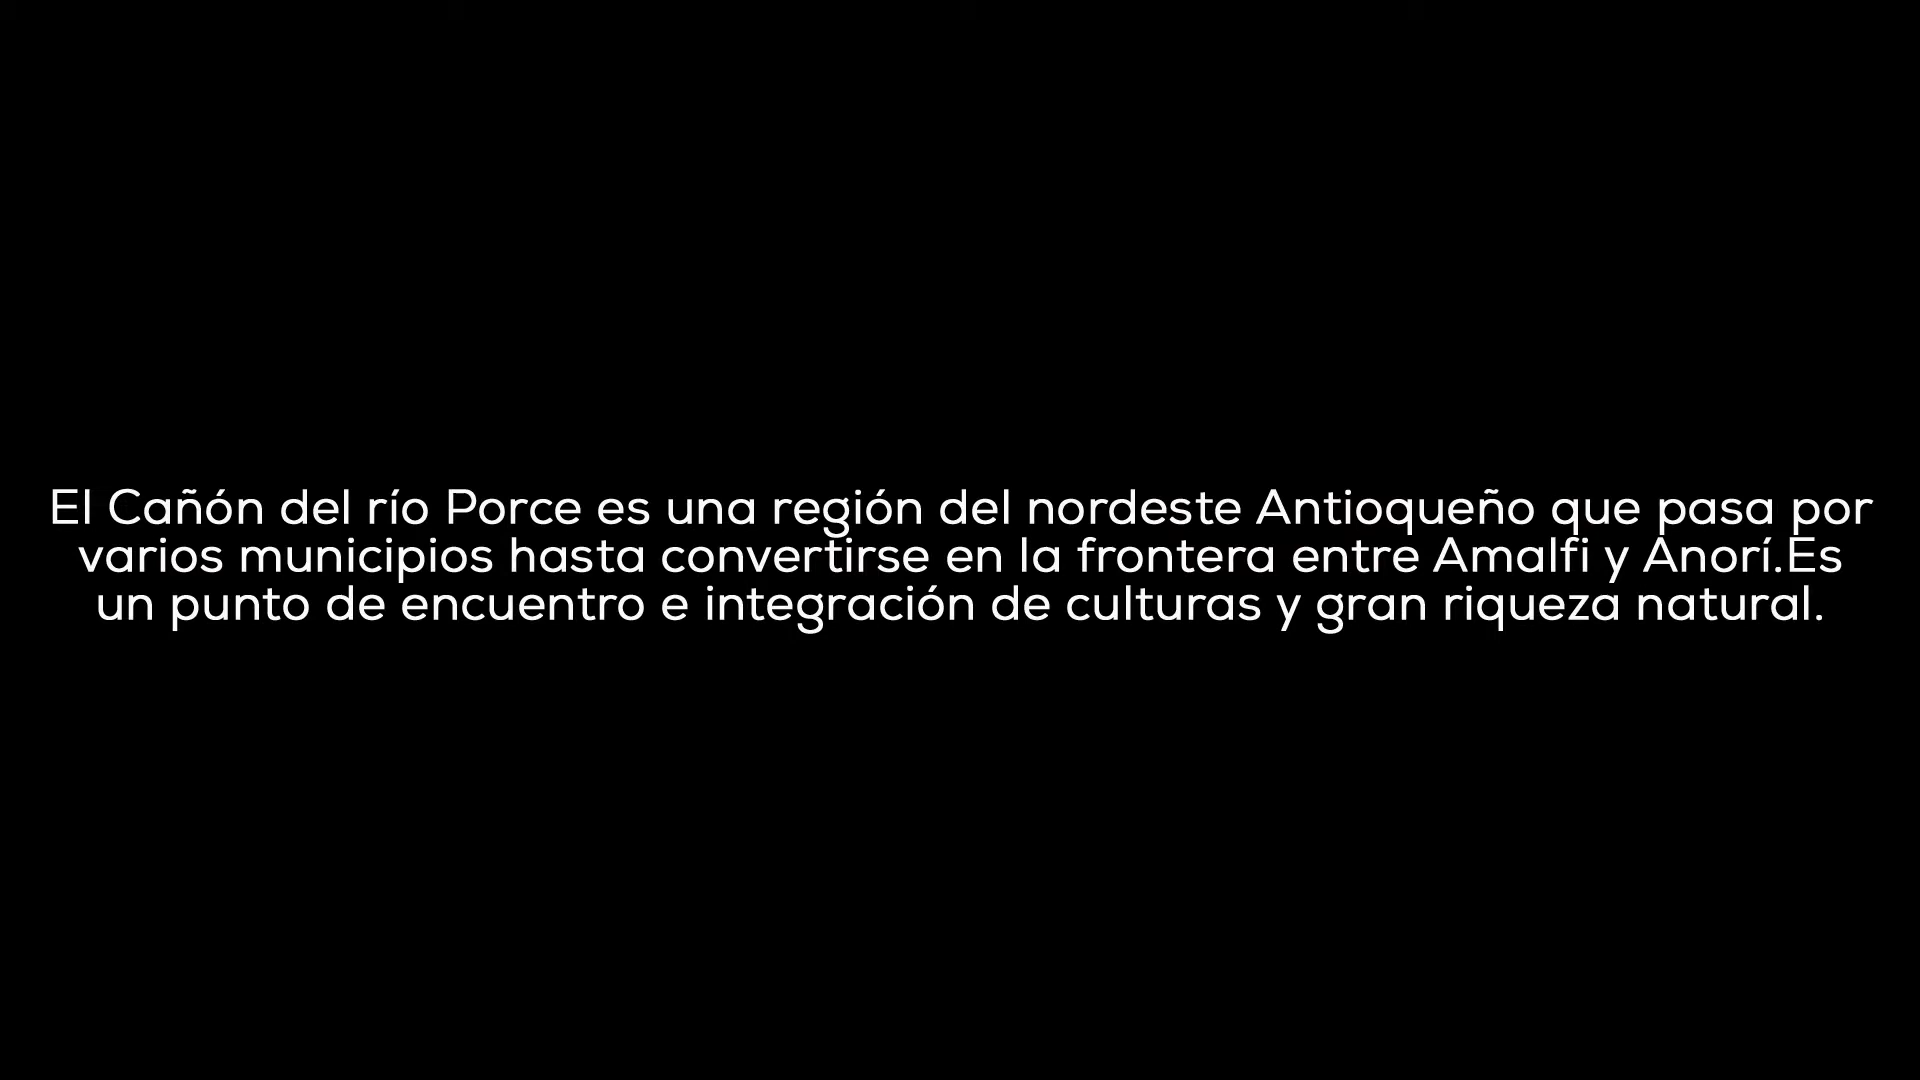 El Cañón del río Porce es una región del nordeste Antioqueño que pasa por
varios municipios hasta convertirse en la frontera entre Amalfi y Anorí.Es
un punto de encuentro e integración de culturas y gran riqueza natural.